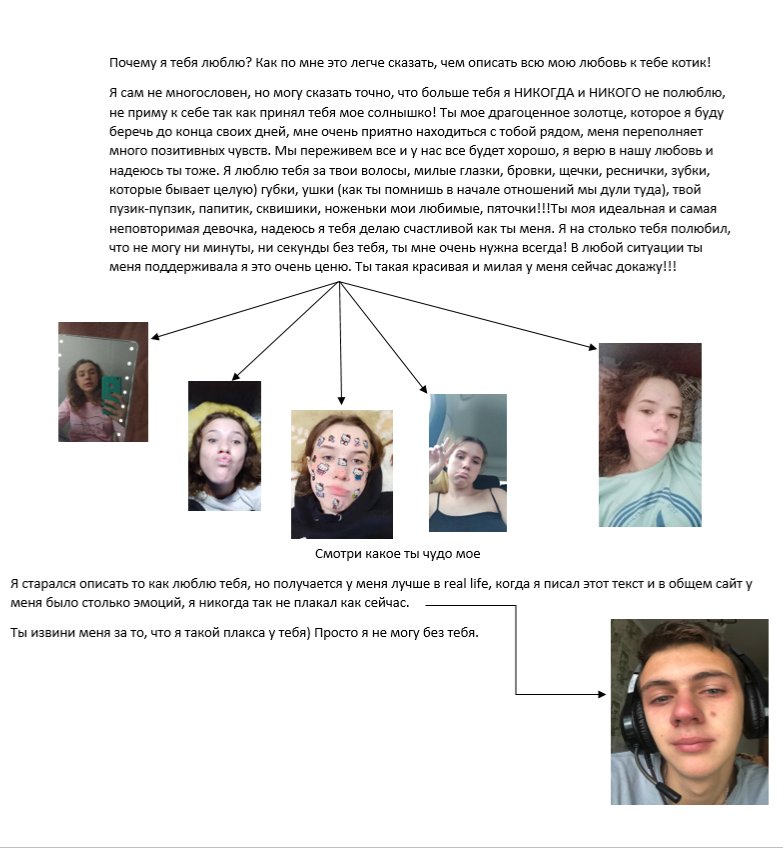 Почему я тебя люблю? Как по мне это легче сказать, чем описать всю мою любовь к тебе котик!
Я сам не многословен, но могу сказать точно, что больше тебя я НИКОГДА и НИКОГО не полюблю,
не приму к себе так как принял тебя мое солнышко! Ты мое драгоценное золотце, которое я буду
беречь до конца своих дней, мне очень приятно находиться с тобой рядом, меня переполняет
много позитивных чувств. Мы переживем все и у нас все будет хорошо, я верю в нашу любовь и
надеюсь ты тоже. Я люблю тебя за твои волосы, милые глазки, бровки, щечки, реснички, зубки,
которые бывает целую) губки, ушки (как ты помнишь в начале отношений мы дули туда), твой
пузик-пупзик, папитик, сквишики, ноженьки мои любимые, пяточки!!!Ты моя идеальная и самая
неповторимая девочка, надеюсь я тебя делаю счастливой как ты меня. Я на столько тебя полюбил,
что не могу ни минуты, ни секунды без тебя, ты мне очень нужна всегда! В любой ситуации ты
меня поддерживала я это очень ценю. Ты такая красивая и милая у меня сейчас докажу!!!
Смотри какое ты чудо мое
Я старался описать то как люблю тебя, но получается у меня лучше в real life, когда я писал этот текст и в общем сайт у
меня было столько эмоций, я никогда так не плакал как сейчас.
Ты извини меня за то, что я такой плакса у тебя) Просто я не могу без тебя.